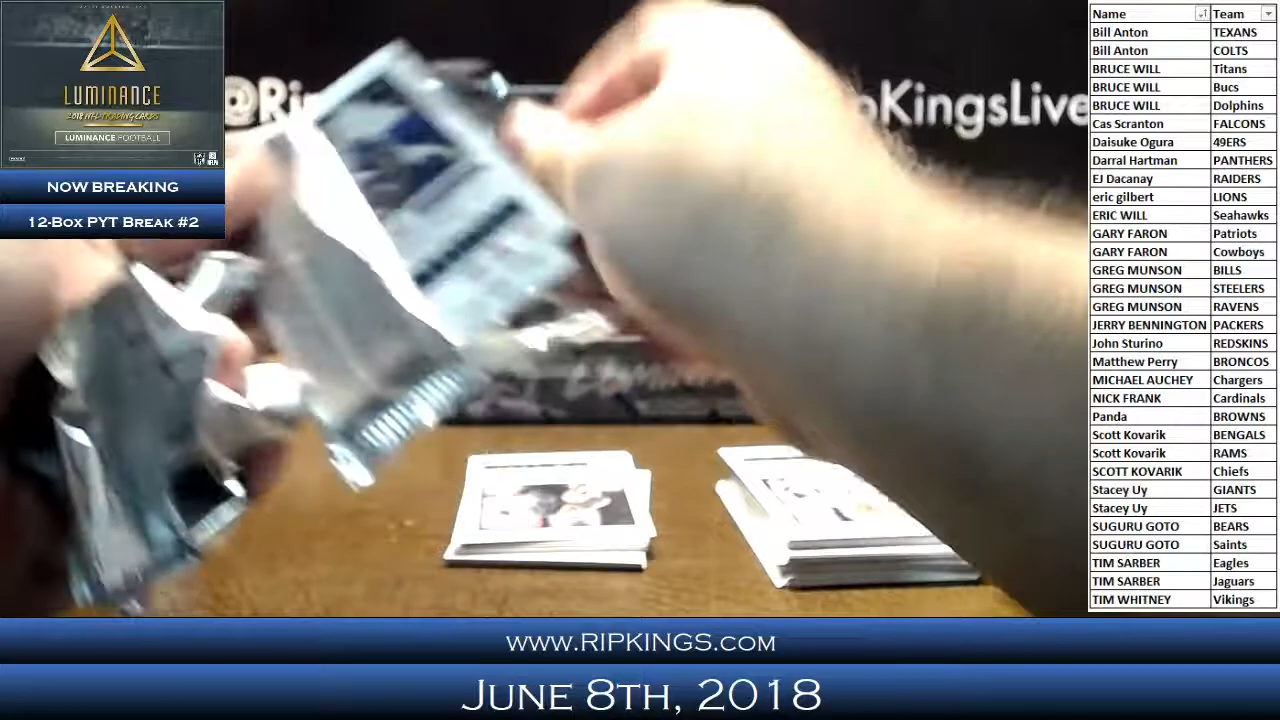 LUMINANCE
2018 NFL TRADING CARDS
LUMINANCE FOOTBALL
NOW BREAKING
12-Box PYT Break #2
@Ri
KingsLive
Name Team
Bill Anton TEXANS
Bill Anton COLTS
BRUCE WILL Titans
BRUCE WILL Bucs
BRUCE WILL Dolphins
Cas Scranton FALCONS
Daisuke Ogura 49ERS
Darral Hartman PANTHERS
EJ Dacanay RAIDERS
eric gilbert LIONS
ERIC WILL Seahawks
GARY FARON Patriots
GARY FARON Cowboys
GREG MUNSON BILLS
GREG MUNSON STEELERS
GREG MUNSON RAVENS
JERRY BENNINGTON PACKERS
John Sturino REDSKINS
Matthew Perry BRONCOS
MICHAEL AUCHEY Chargers
NICK FRANK Cardinals
Panda BROWNS
Scott Kovarik BENGALS
Scott Kovarik RAMS
SCOTT KOVARIK Chiefs
Stacey Uy GIANTS
Stacey Uy JETS
SUGURU GOTO BEARS
SUGURU GOTO Saints
TIM SARBER Eagles
TIM SARBER Jaguars
TIM WHITNEY Vikings
www.RIPKINGS.com
June 8th, 2018